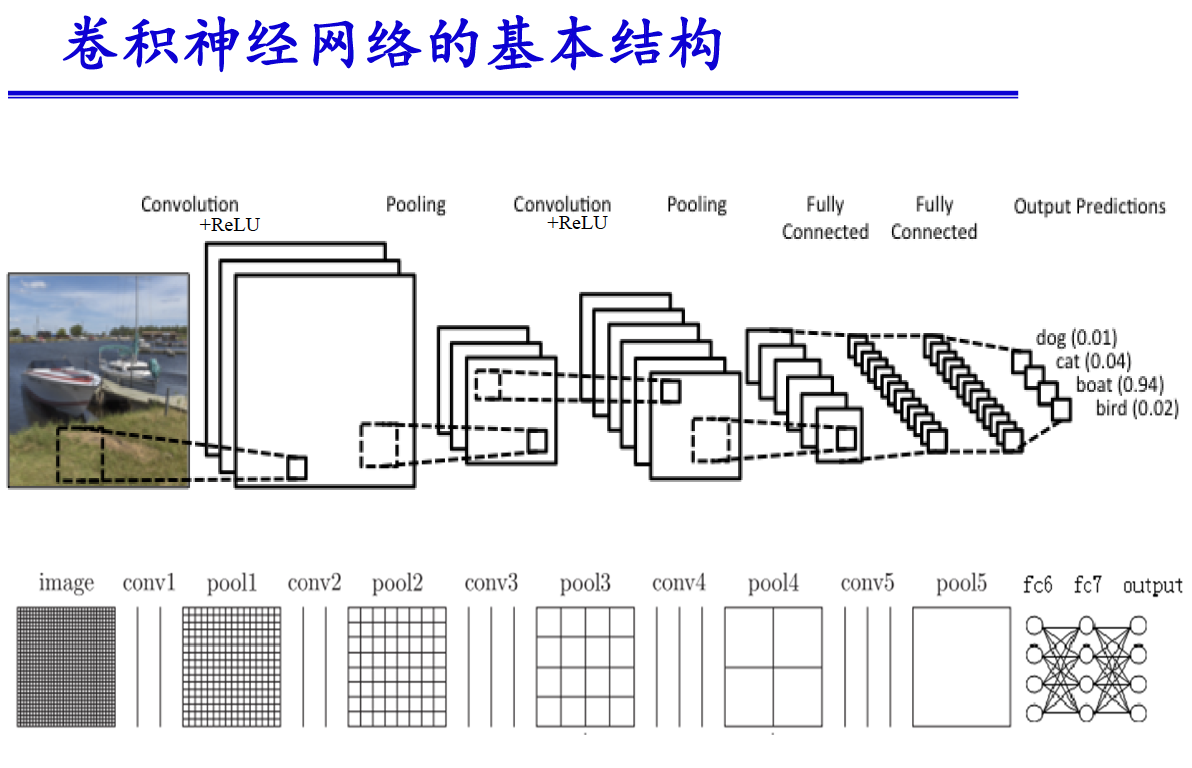 卷积神经网络的基本结构
Convolution
+ReLU
Pooling
Convolution
+ReLU
Pooling
Fully
Connected
Fully
Connected
Output Predictions
dog (0.01)
cat (0.04)
boat (0.94)
bird (0.02)
image conv1 pool1 conv2 pool2 conv3 pool3 conv4 pool4 conv5 pool5 fc6 fc7 output